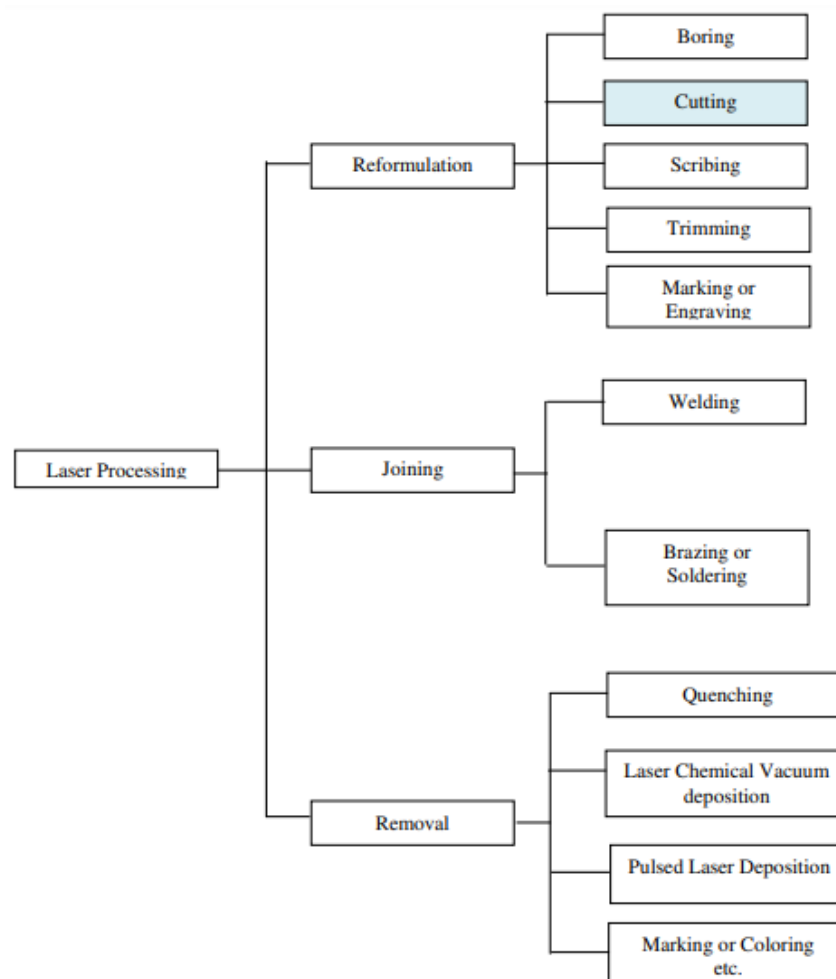 Boring
Cutting
Reformulation
Scribing
Trimming
Marking or
Engraving
Welding
Laser Processing
Joining
Brazing or
Soldering
Quenching
Laser Chemical Vacuum
deposition
Removal
Pulsed Laser Deposition
Marking or Coloring
etc.